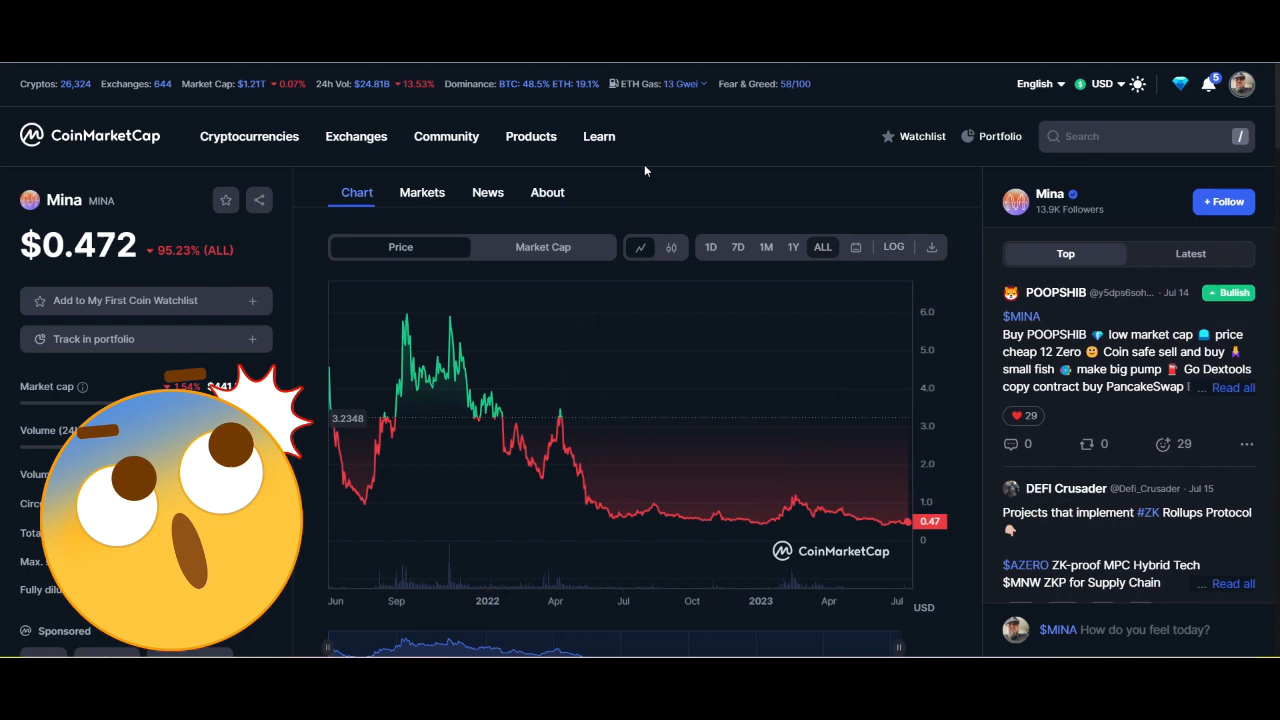 Cryptos: 26,324 Exchanges: 644 Market Cap: $1.21T 0.07% 24h Vol: $24.81B 13.53% Dominance: BTC: 48.5% ETH: 19.1% ETH Gas: 13 Gwei Fear & Greed: 58/100
English USD 5
CoinMarketCap Cryptocurrencies Exchanges Community Products Learn
Watchlist Portfolio Search /
Mina MINA
$0.472 95.23% (ALL)
Add to My First Coin Watchlist +
Track in portfolio +
Market cap 1.54%
Volume (24
Sponsored
Chart Markets News About
Price Market Cap 1D 7D 1M 1Y ALL LOG
6.0
5.0
4.0
3.2348
3.0
2.0
1.0
0.47
0
CoinMarketCap
Jun Sep 2022 Apr Jul Oct 2023 Apr Jul
USD
Mina
13.9K Followers
+ Follow
Top Latest
POOPSHIB @y5dps6soh... · Jul 14 Bullish
$MINA
Buy POOPSHIB 💎 low market cap price
cheap 12 Zero Coin safe sell and buy
small fish make big pump Go Dextools
copy contract buy PancakeSwap ... Read all
29
0 0 29 ...
DEFI Crusader @Defi_Crusader · Jul 15
Projects that implement #ZK Rollups Protocol
$AZERO ZK-proof MPC Hybrid Tech
$MNW ZKP for Supply Chain ... Read all
$MINA How do you feel today?